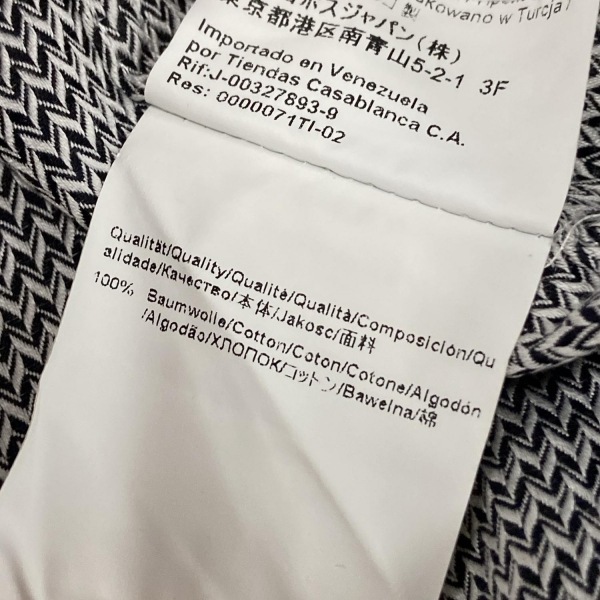 kowano w Turcja
ボスジャパン(株)
東京都港区南青山5-2-1 3F
Importado en Venezuela
por Tiendas Casablanca C.A.
Rif:J-00327893-9
Res: 0000071TI-02
Qualität/Quality/Qualité/Qualità/Composición/Qu
alidade/Качество/本体/Jakosc/面料
100% Baumwolle/Cotton/Coton/Cotone/Algodón
/Algodão/ХЛОПОК/コットン/Bawelna/綿